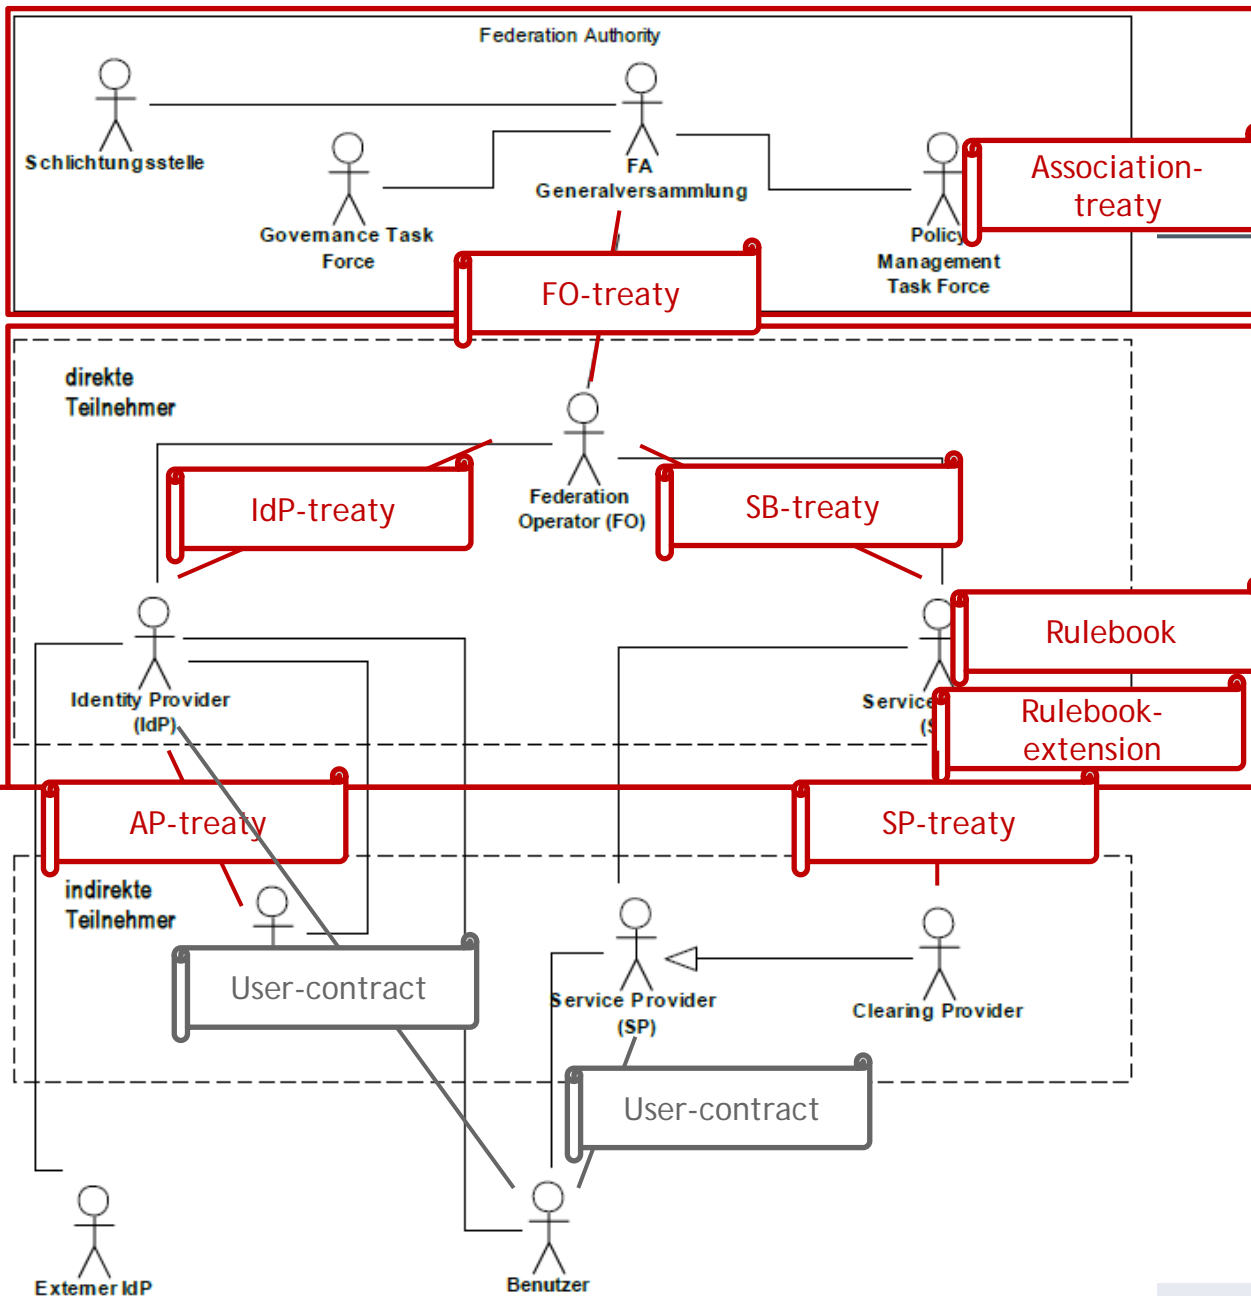 Federation Authority
Schlichtungsstelle
FA
Generalversammlung
Governance Task
Force
Policy
Management
Task Force
Association-
treaty
FO-treaty
direkte
Teilnehmer
Federation
Operator (FO)
IdP-treaty
SB-treaty
Identity Provider
(IdP)
Service
Rulebook
Rulebook-
extension
AP-treaty
SP-treaty
indirekte
Teilnehmer
User-contract
Service Provider
(SP)
Clearing Provider
User-contract
Externer IdP
Benutzer